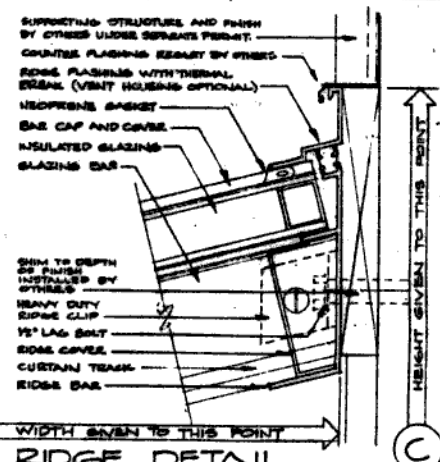 SUPPORTING STRUCTURE AND FINISH
BY OTHERS UNDER SEPARATE PERMIT.
COUNTER FLASHING REGLET BY OTHERS
RIDGE FLASHING WITH THERMAL
BREAK (VENT HOUSING OPTIONAL)
NEOPRENE GASKET
BAR CAP AND COVER
INSULATED GLAZING
GLAZING BAR
SHIM TO DEPTH
OF FINISH
INSTALLED BY
OTHERS
HEAVY DUTY
RIDGE CLIP
1/2" LAG BOLT
RIDGE COVER
CURTAIN TRACK
RIDGE BAR
HEIGHT GIVEN TO THIS POINT
WIDTH GIVEN TO THIS POINT
RIDGE DETAIL
C